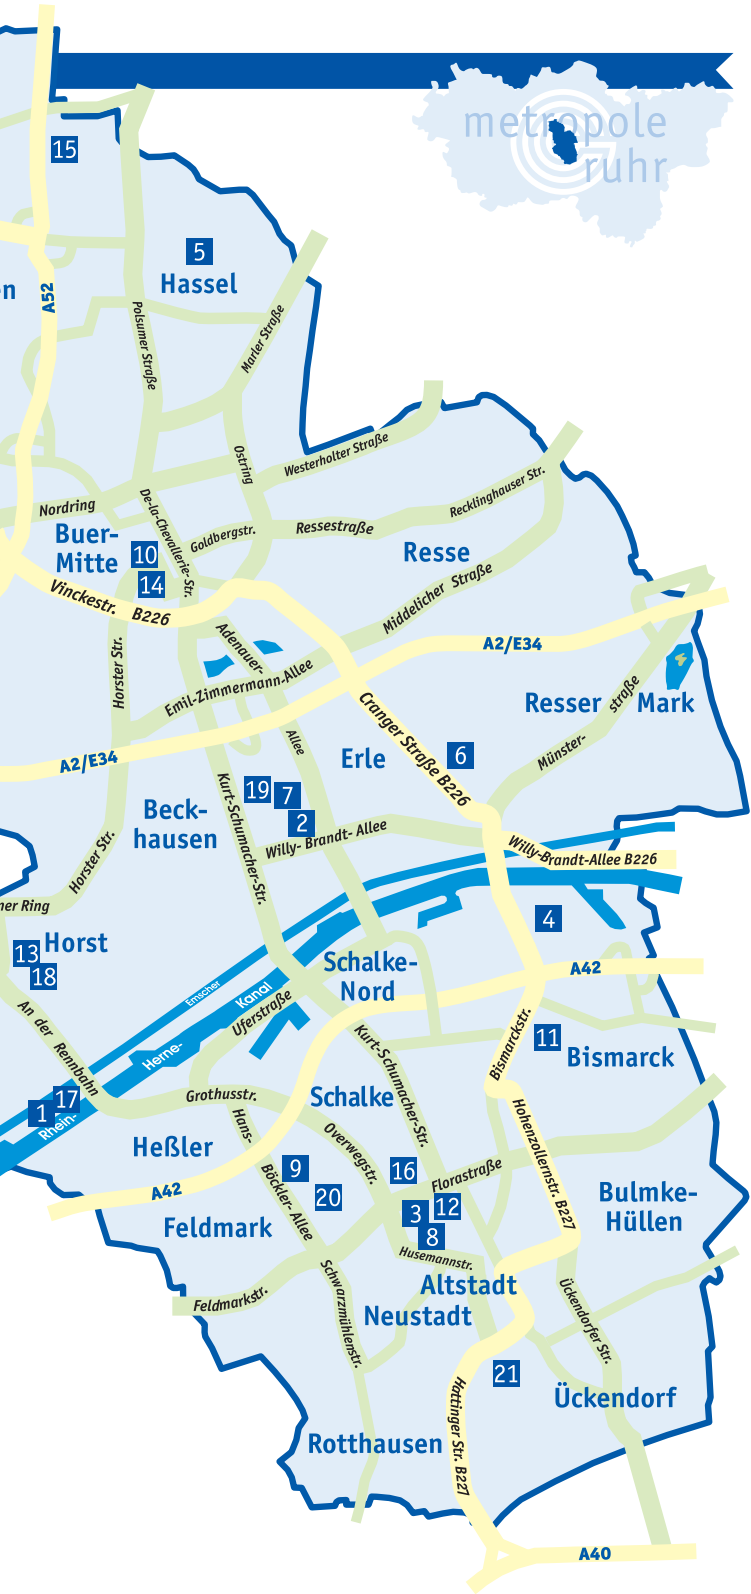 metropole
ruhr
15
5
Hassel
en
A52
Polsumer Straße
Marler Straße
Ostring
Westerholter Straße
Nordring
De-la-Chevallerie-Str.
Goldbergstr.
Ressestraße
Recklinghauser Str.
Buer-
Mitte
10
14
Resse
Middelicher Straße
Vinckestr. B226
Adenauer-
Allee
Emil-Zimmermann-Allee
Horster Str.
A2/E34
A2/E34
Resser Mark
Münster-
straße
Cranger Straße B226
Erle
6
19
7
2
Kurt-Schumacher-Str.
Willy- Brandt- Allee
Willy-Brandt-Allee B226
Beck-
hausen
Horster Str.
ner Ring
13
Horst
18
4
A42
Schalke-
Nord
Emscher
Kanal
Herne-
Rhein-
Uferstraße
An der Rennbahn
Kurt-Schumacher-Str.
Bismarckstr.
11
Bismarck
17
1
Grothusstr.
Schalke
Hans-
Böckler- Allee
Overwegstr.
Heßler
9
20
16
Florastraße
3
12
8
Hohenzollernstr. B227
Bulmke-
Hüllen
A42
Feldmark
Husemannstr.
Altstadt
Neustadt
Feldmarkstr.
Schwarzmühlenstr.
Ückendorfer Str.
21
Ückendorf
Hattinger Str. B227
Rotthausen
A40